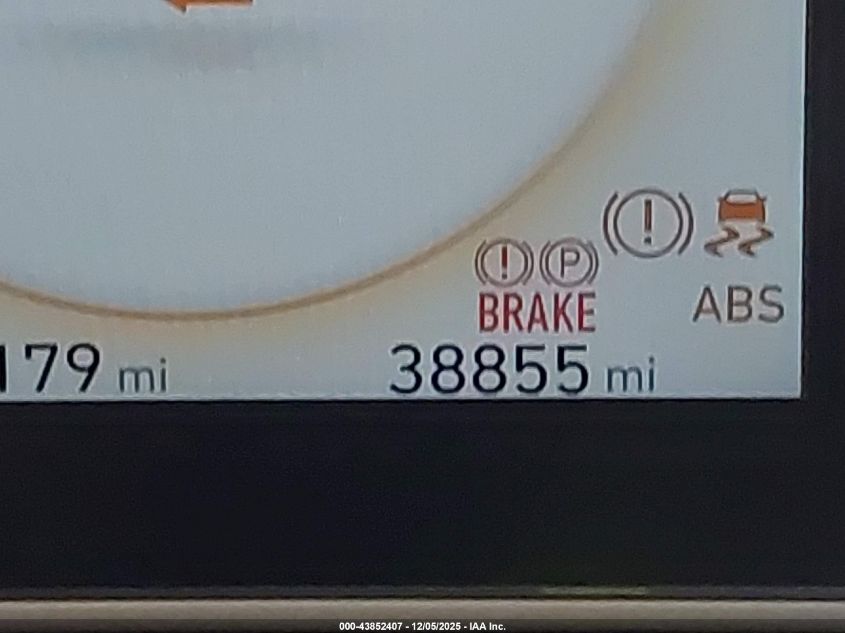 P
BRAKE
ABS
179 mi
38855 mi
000-43852407 - 12/05/2025 - IAA Inc.